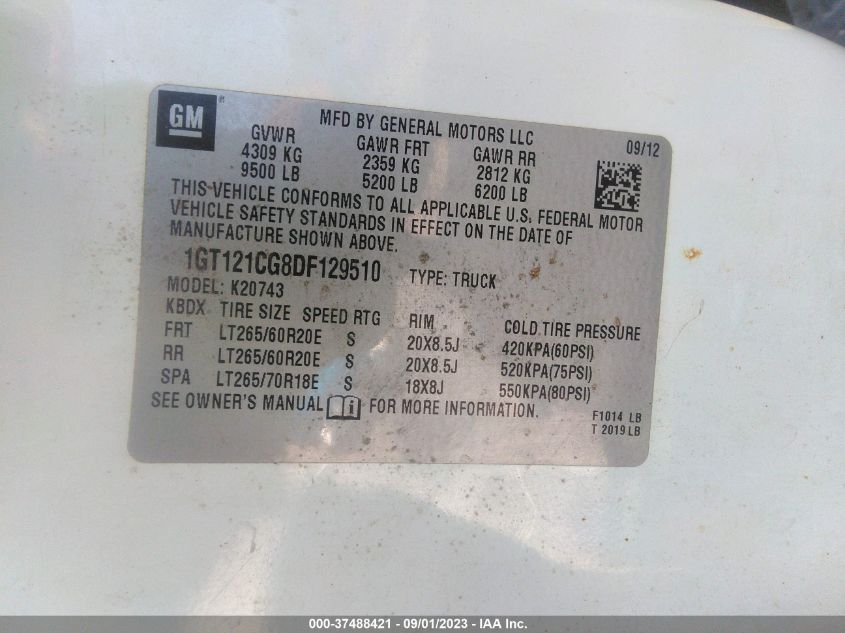 GM
MFD BY GENERAL MOTORS LLC
09/12
GVWR GAWR FRT GAWR RR
4309 KG 2359 KG 2812 KG
9500 LB 5200 LB 6200 LB
THIS VEHICLE CONFORMS TO ALL APPLICABLE U.S. FEDERAL MOTOR
VEHICLE SAFETY STANDARDS IN EFFECT ON THE DATE OF
MANUFACTURE SHOWN ABOVE.
1GT121CG8DF129510 TYPE: TRUCK
MODEL: K20743
KBDX TIRE SIZE SPEED RTG RIM COLD TIRE PRESSURE
FRT LT265/60R20E S 20X8.5J 420KPA(60PSI)
RR LT265/60R20E S 20X8.5J 520KPA(75PSI)
SPA LT265/70R18E S 18X8J 550KPA(80PSI)
SEE OWNER'S MANUAL FOR MORE INFORMATION.
F1014 LB
T 2019LB
000-37488421 - 09/01/2023 - IAA Inc.